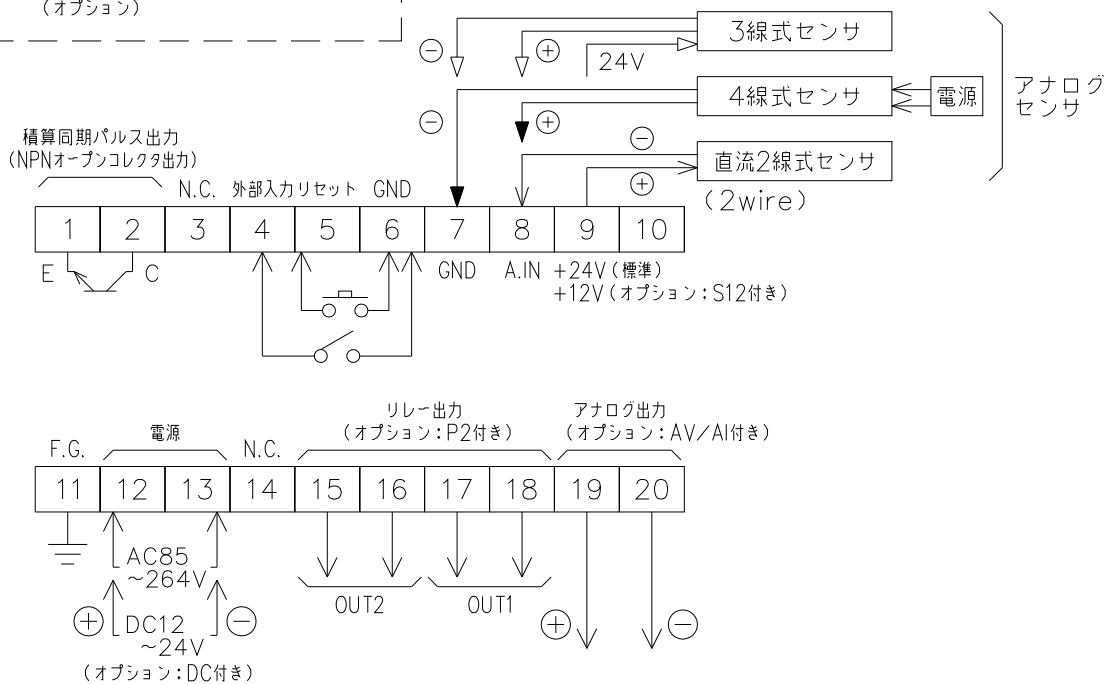 (オプション)
⊖
⊕
24V
3線式センサ
⊖
⊕
4線式センサ
電源
アナログ
センサ
⊖
⊕
直流2線式センサ
(2wire)
積算同期パルス出力
(NPNオープンコレクタ出力)
N.C. 外部入力 リセット GND
1 2 3 4 5 6 7 8 9 10
E C
GND A.IN +24V(標準)
+12V(オプション:S12付き)
リレー出力
(オプション:P2付き)
アナログ出力
(オプション:AV/AI付き)
F.G. 電源 N.C.
11 12 13 14 15 16 17 18 19 20
AC85
~264V
⊕ DC12 ⊖
~24V
(オプション:DC付き)
OUT2 OUT1
⊕ ⊖